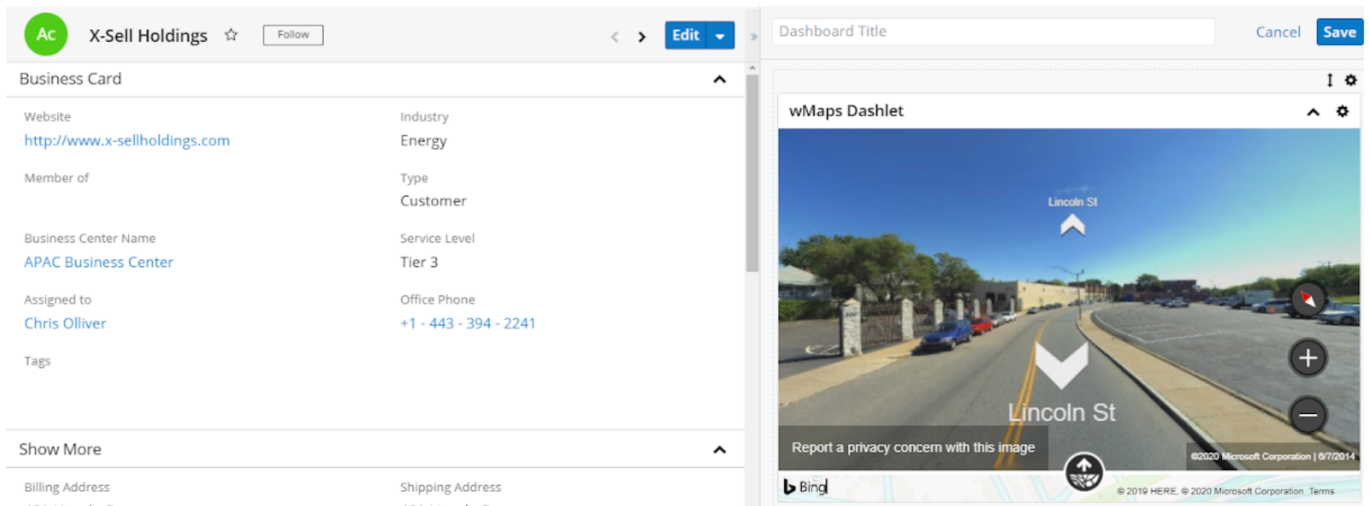 Ac
X-Sell Holdings
Follow
Edit
Business Card
Website
Industry
http://www.x-sellholdings.com
Energy
Member of
Type
Customer
Business Center Name
Service Level
APAC Business Center
Tier 3
Assigned to
Office Phone
Chris Olliver
+1 - 443 - 394 - 2241
Tags
Show More
Billing Address
Shipping Address
Dashboard Title
Cancel
Save
wMaps Dashlet
Lincoln St
Lincoln St
Report a privacy concern with this image
©2020 Microsoft Corporation | 6/7/2014
Bing
© 2019 HERE, © 2020 Microsoft Corporation Terms